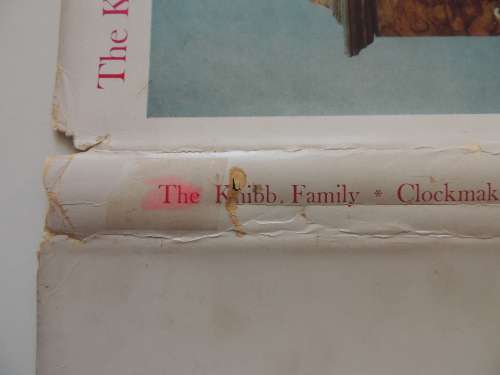 The K
The Knibb Family * Clockmak